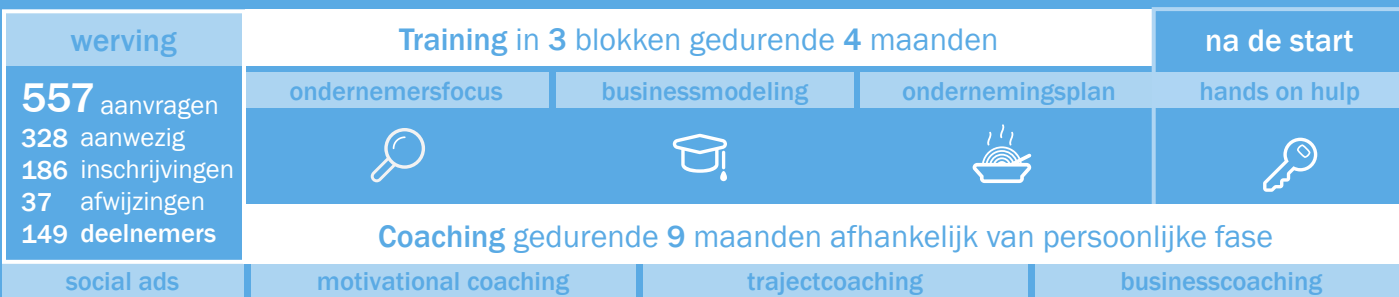 werving
557 aanvragen
328 aanwezig
186 inschrijvingen
37 afwijzingen
149 deelnemers
social ads
Training in 3 blokken gedurende 4 maanden
ondernemersfocus
businessmodeling
ondernemingsplan
na de start
hands on hulp
Coaching gedurende 9 maanden afhankelijk van persoonlijke fase
motivational coaching
trajectcoaching
businesscoaching